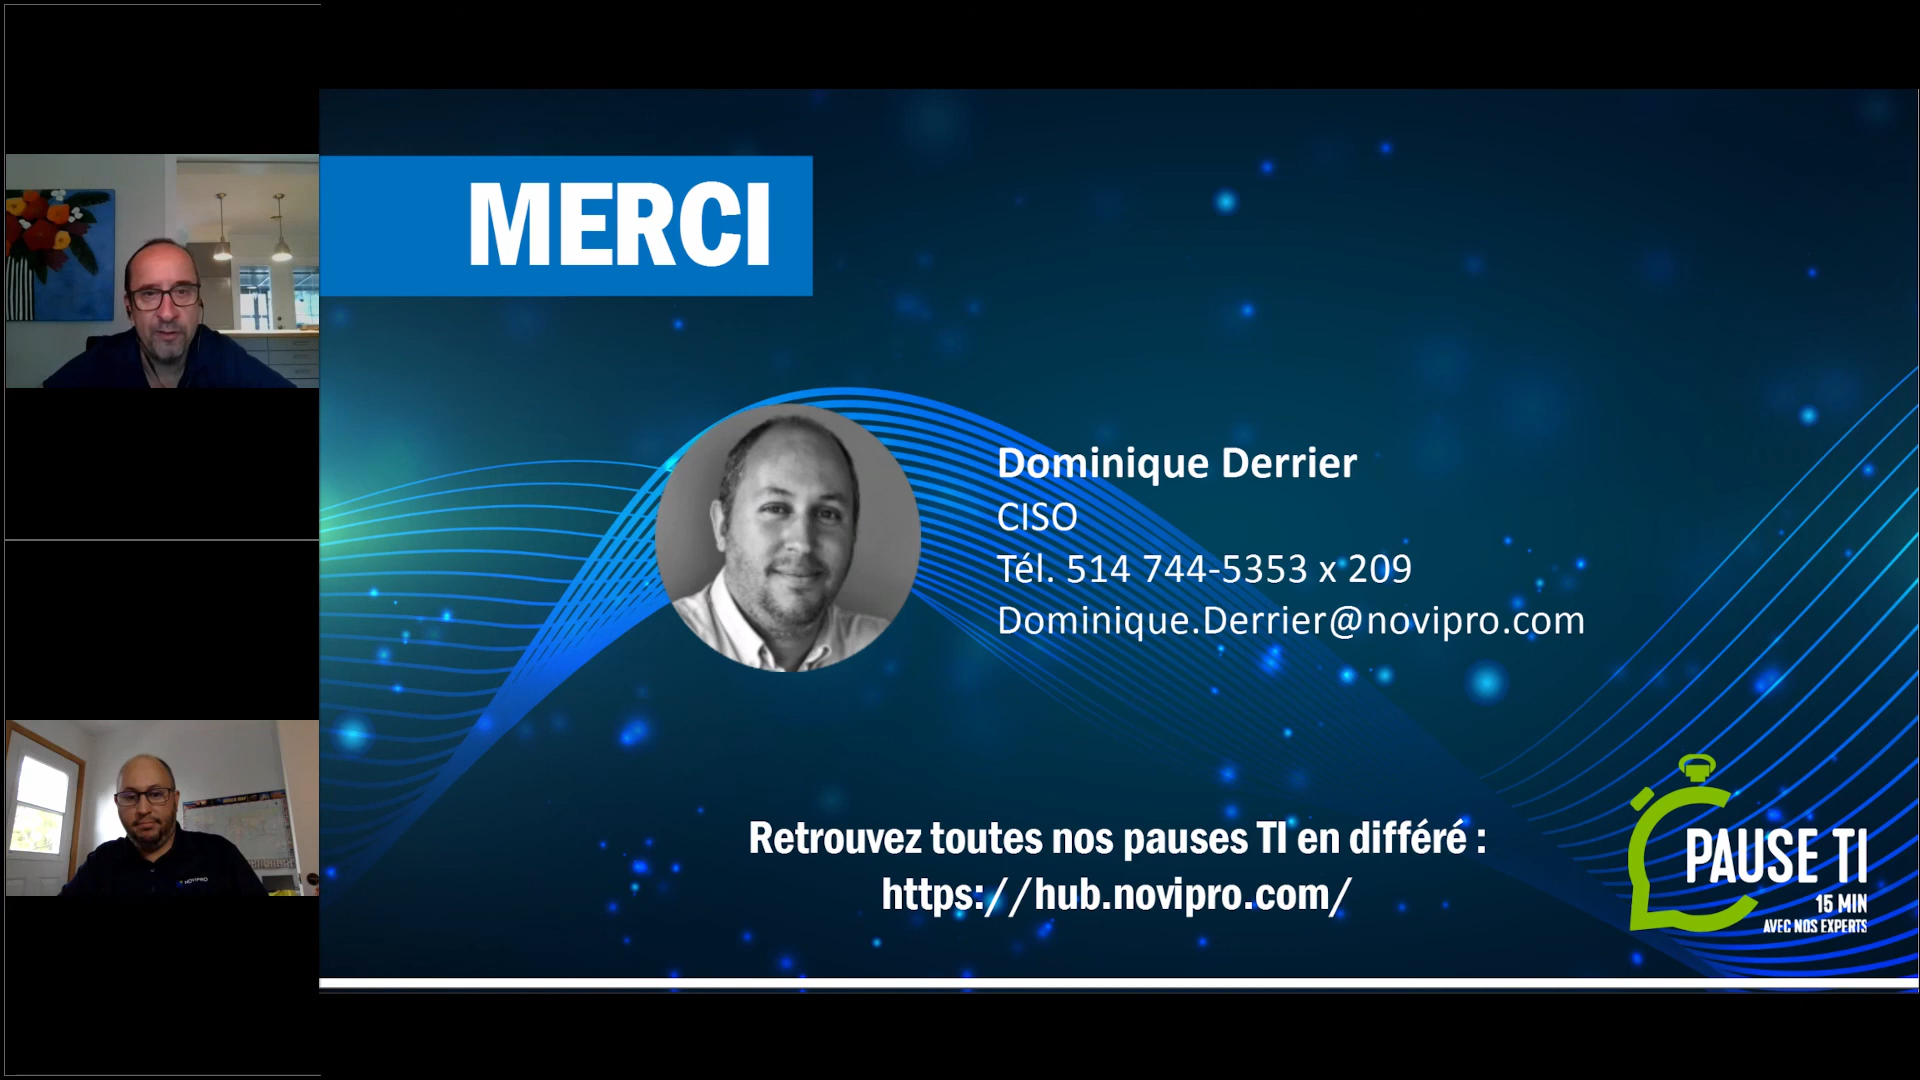 MERCI
Dominique Derrier
CISO
Tél. 514 744-5353 x 209
Dominique.Derrier@novipro.com
Retrouvez toutes nos pauses TI en différé :
https://hub.novipro.com/
PAUSE TI
15 MIN
AVEC NOS EXPERTS
NOVIPRO